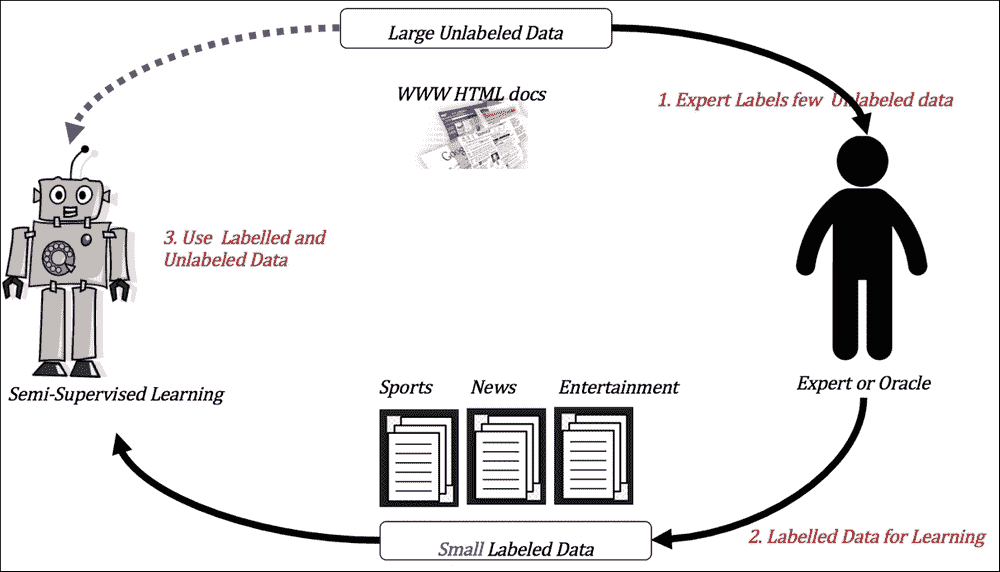 Large Unlabeled Data
WWW HTML docs
1. Expert Labels few Unlabeled data
3. Use Labelled and
Unlabeled Data
Semi-Supervised Learning
Sports News Entertainment
Expert or Oracle
Small Labeled Data
2. Labelled Data for Learning